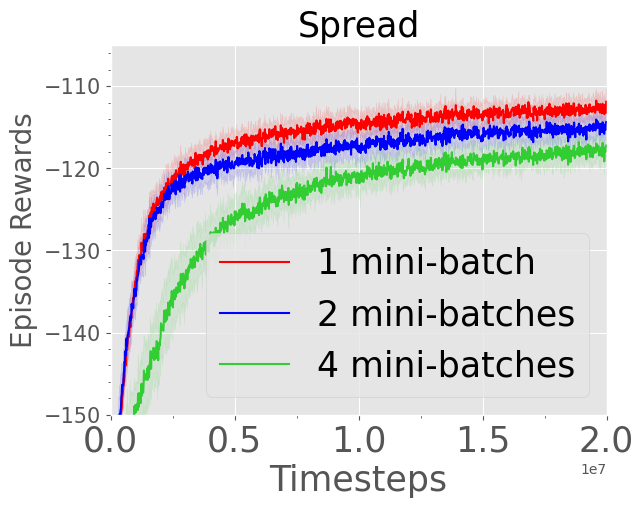 Spread
Episode Rewards
−110
−120
−130
−140
−150
1 mini-batch
2 mini-batches
4 mini-batches
0.0 0.5 1.0 1.5 2.0
1e7
Timesteps